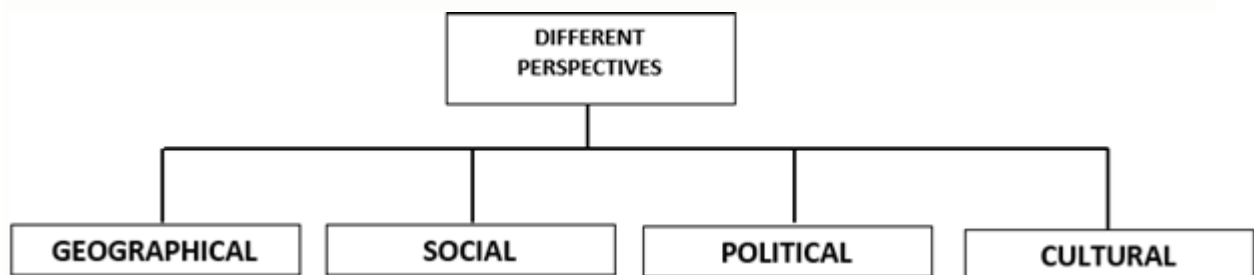 DIFFERENT
PERSPECTIVES
GEOGRAPHICAL
SOCIAL
POLITICAL
CULTURAL